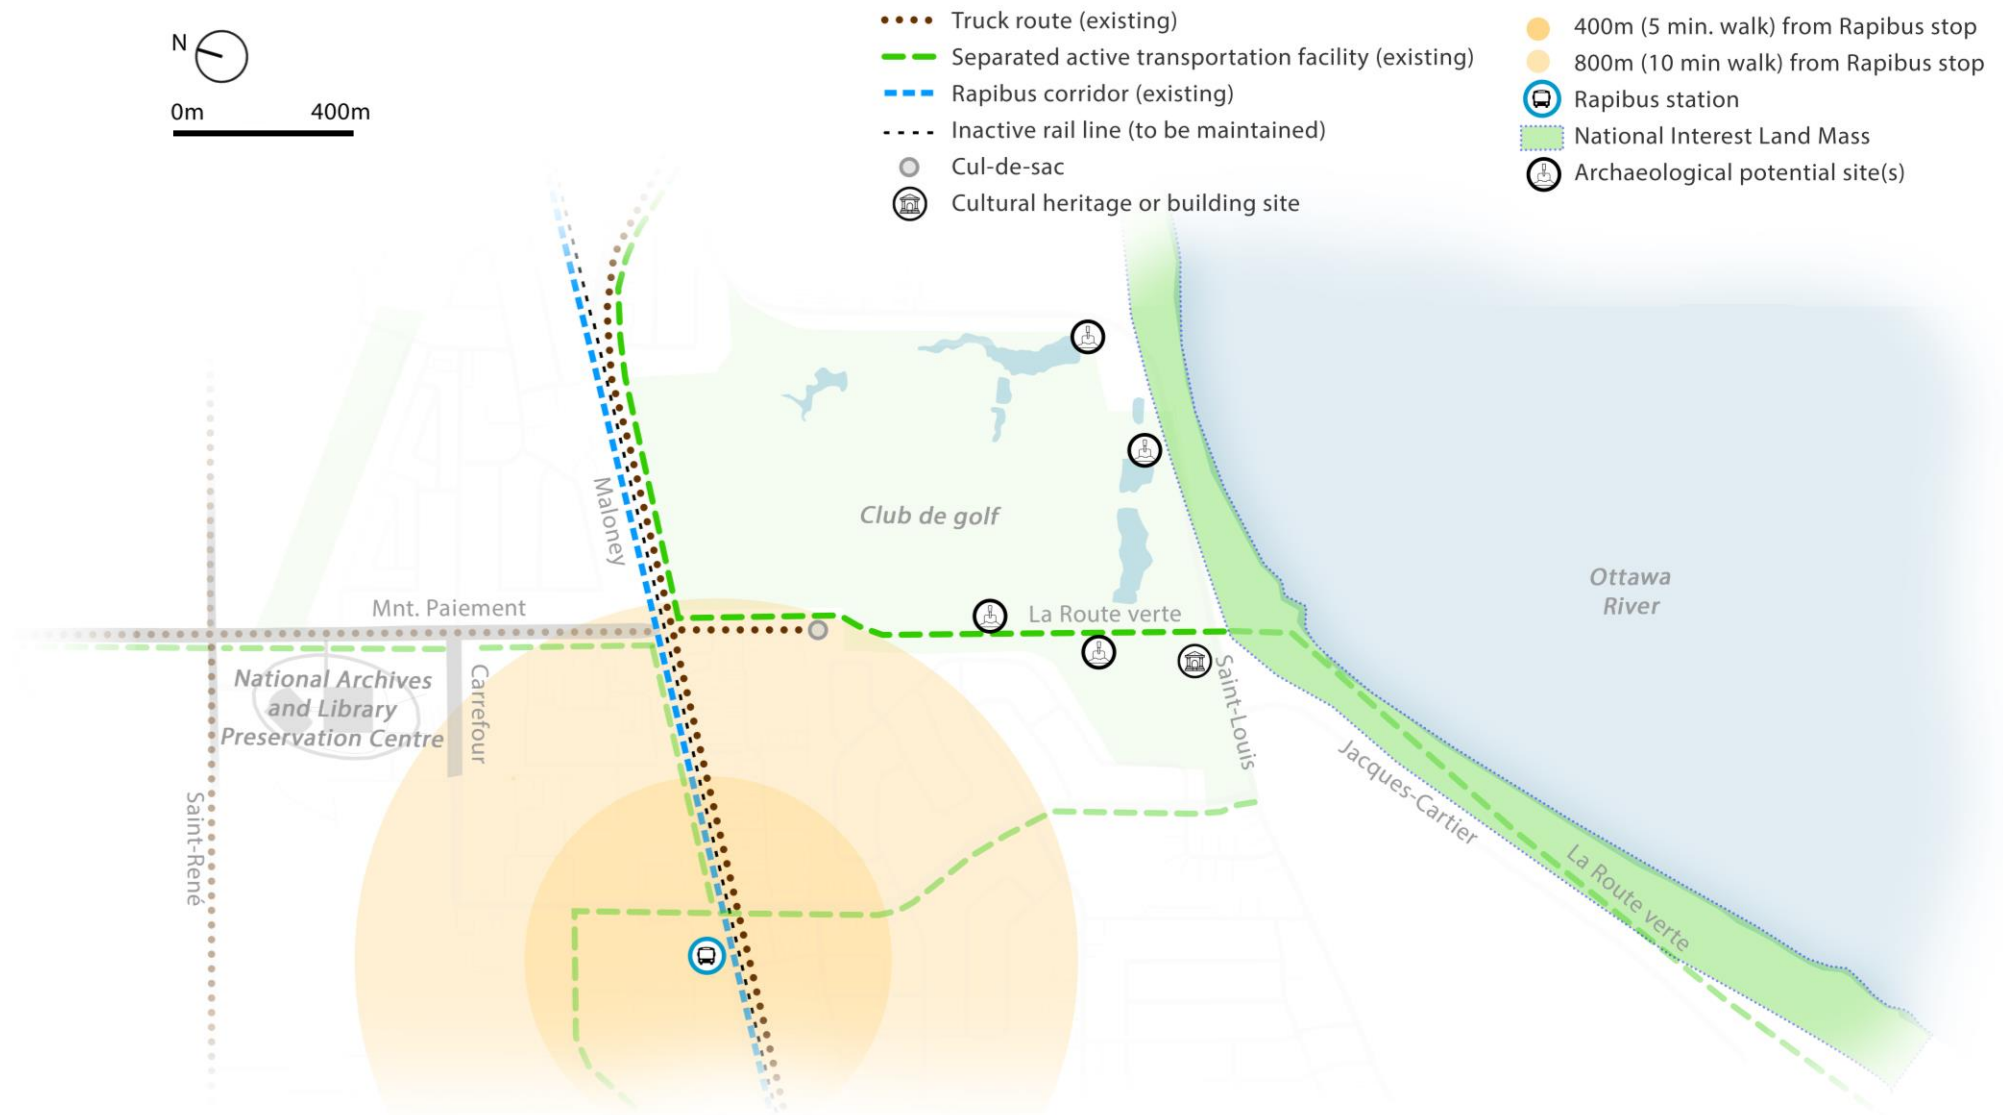 N
0m 400m
Truck route (existing)
Separated active transportation facility (existing)
Rapibus corridor (existing)
Inactive rail line (to be maintained)
Cul-de-sac
Cultural heritage or building site
400m (5 min. walk) from Rapibus stop
800m (10 min walk) from Rapibus stop
Rapibus station
National Interest Land Mass
Archaeological potential site(s)
Maloney
Club de golf
Ottawa
River
Mnt. Paiement
La Route verte
National Archives
and Library
Preservation Centre
Carrefour
Saint-Louis
Saint-René
Jacques-Cartier
La Route verte